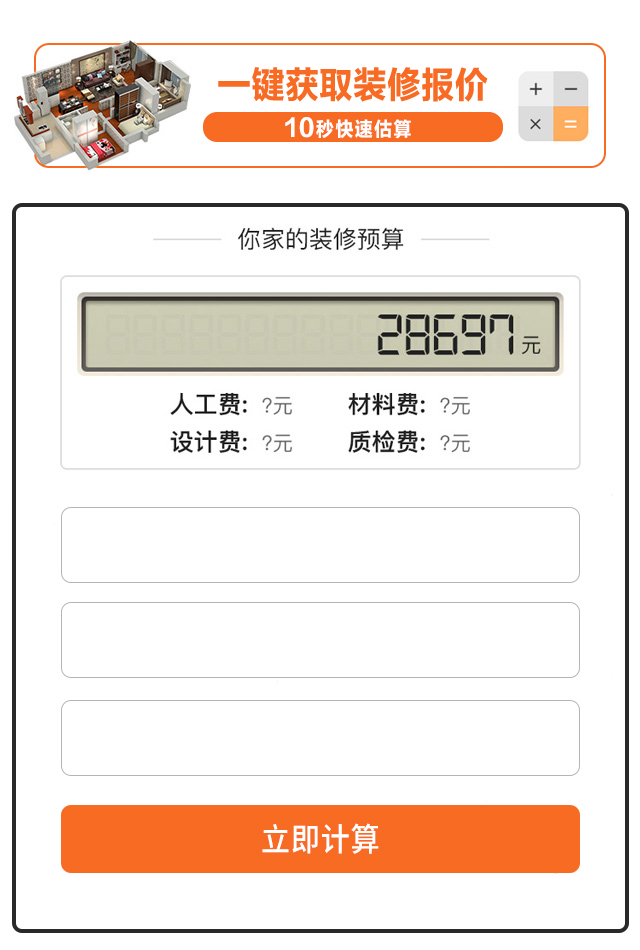 一键获取装修报价
10秒快速估算
+ −
× =
你家的装修预算
28697元
人工费: ?元 材料费: ?元
设计费: ?元 质检费: ?元
立即计算